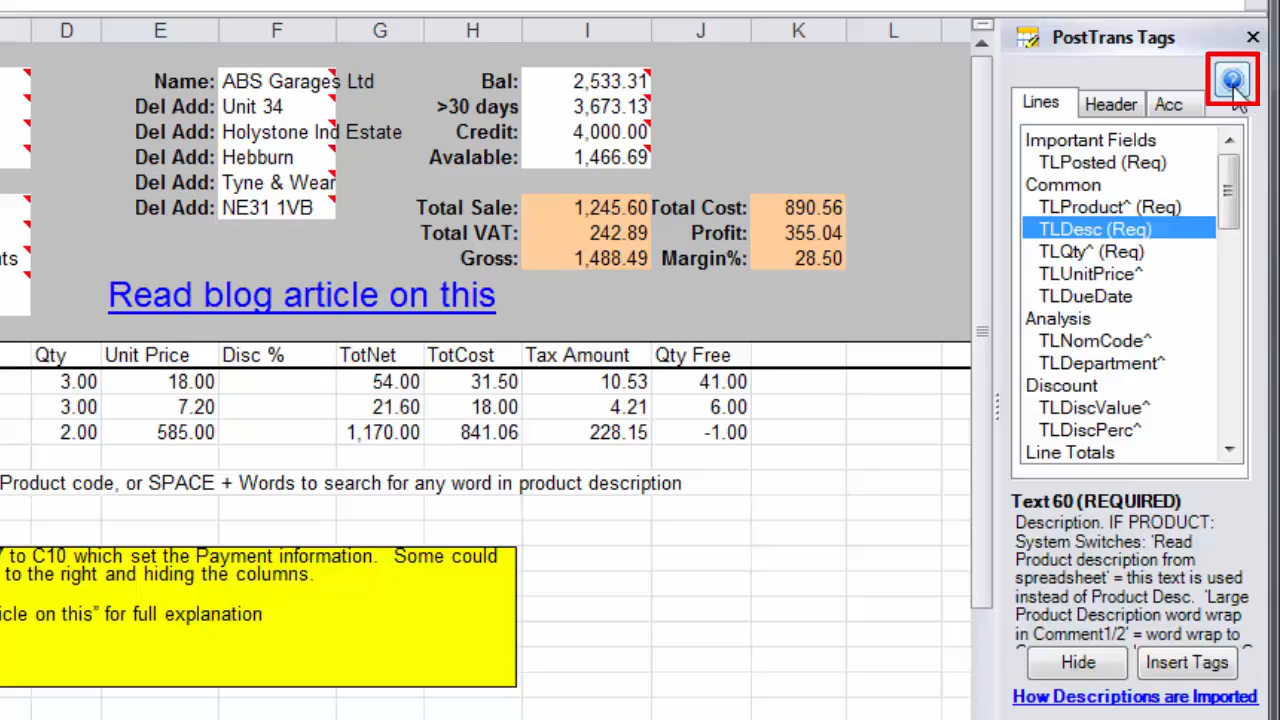 D E F G H I J K L
Name: ABS Garages Ltd Bal: 2,533.31
Del Add: Unit 34 >30 days 3,673.13
Del Add: Holystone Ind Estate Credit: 4,000.00
Del Add: Hebburn Avalable: 1,466.69
Del Add: Tyne & Wear
Del Add: NE31 1VB Total Sale: 1,245.60 Total Cost: 890.56
Total VAT: 242.89 Profit: 355.04
nts Gross: 1,488.49 Margin%: 28.50
Read blog article on this
Qty Unit Price Disc % TotNet TotCost Tax Amount Qty Free
3.00 18.00 54.00 31.50 10.53 41.00
3.00 7.20 21.60 18.00 4.21 6.00
2.00 585.00 1,170.00 841.06 228.15 -1.00
Product code, or SPACE + Words to search for any word in product description
7 to C10 which set the Payment information. Some could
to the right and hiding the columns.
icle on this" for full explanation
PostTrans Tags
Lines Header Acc
Important Fields
TLPosted (Req)
Common
TLProduct^ (Req)
TLDesc (Req)
TLQty^ (Req)
TLUnitPrice^
TLDueDate
Analysis
TLNomCode^
TLDepartment^
Discount
TLDiscValue^
TLDiscPerc^
Line Totals
Text 60 (REQUIRED)
Description. IF PRODUCT:
System Switches: 'Read
Product description from
spreadsheet' = this text is used
instead of Product Desc. 'Large
Product Description word wrap
in Comment1/2' = word wrap to
Hide Insert Tags
How Descriptions are Imported